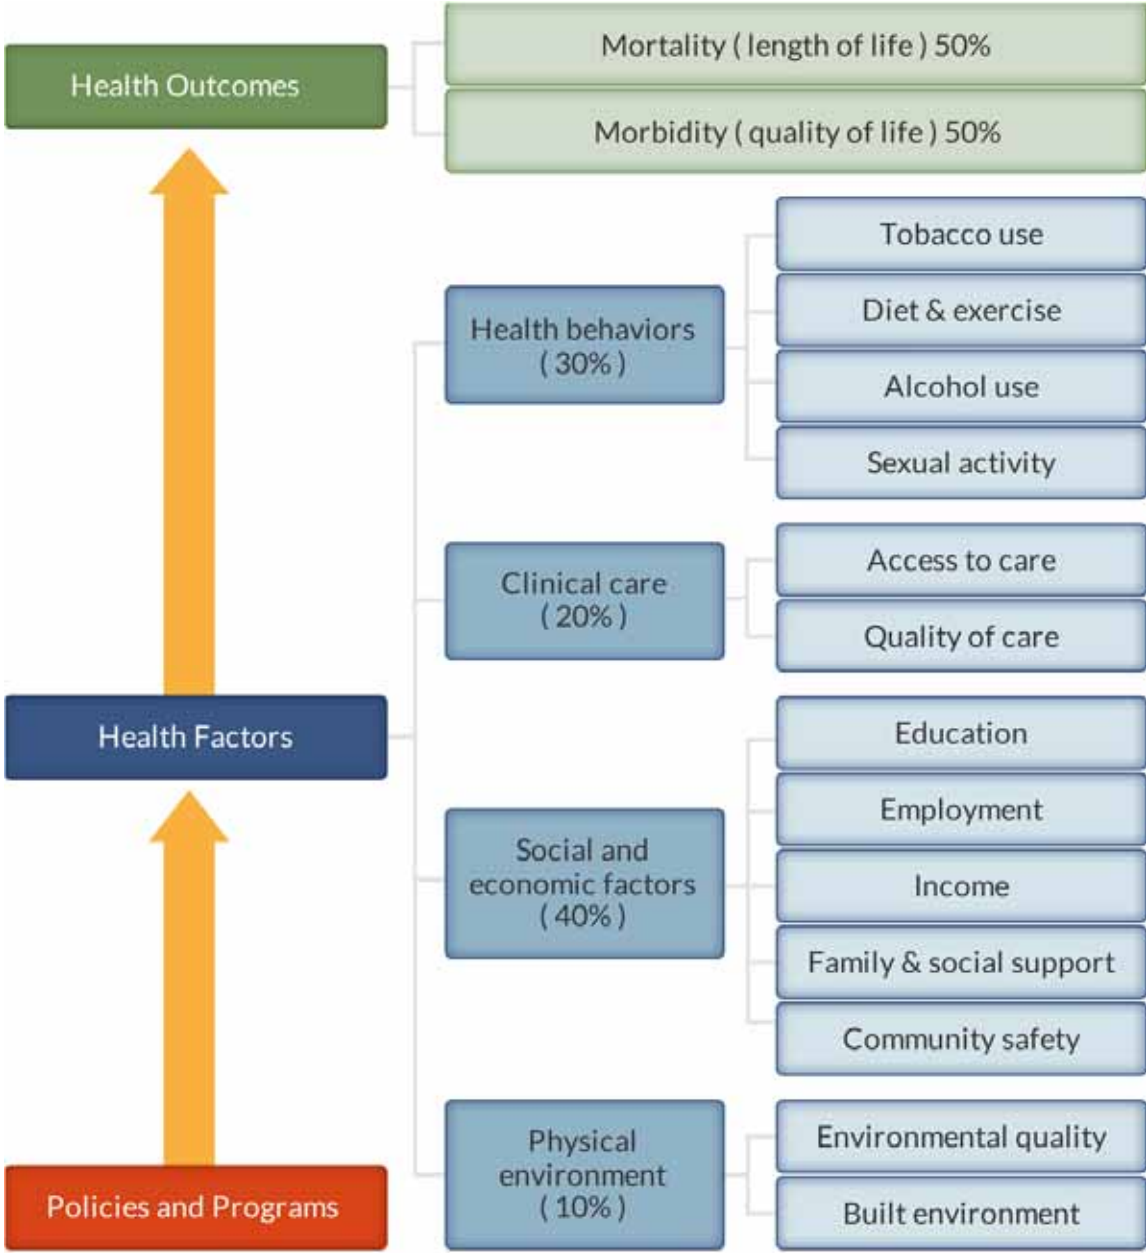 Health Outcomes
Mortality ( length of life ) 50%
Morbidity ( quality of life ) 50%
Health behaviors
( 30% )
Tobacco use
Diet & exercise
Alcohol use
Sexual activity
Clinical care
( 20% )
Access to care
Quality of care
Health Factors
Social and
economic factors
( 40% )
Education
Employment
Income
Family & social support
Community safety
Physical
environment
( 10% )
Environmental quality
Built environment
Policies and Programs